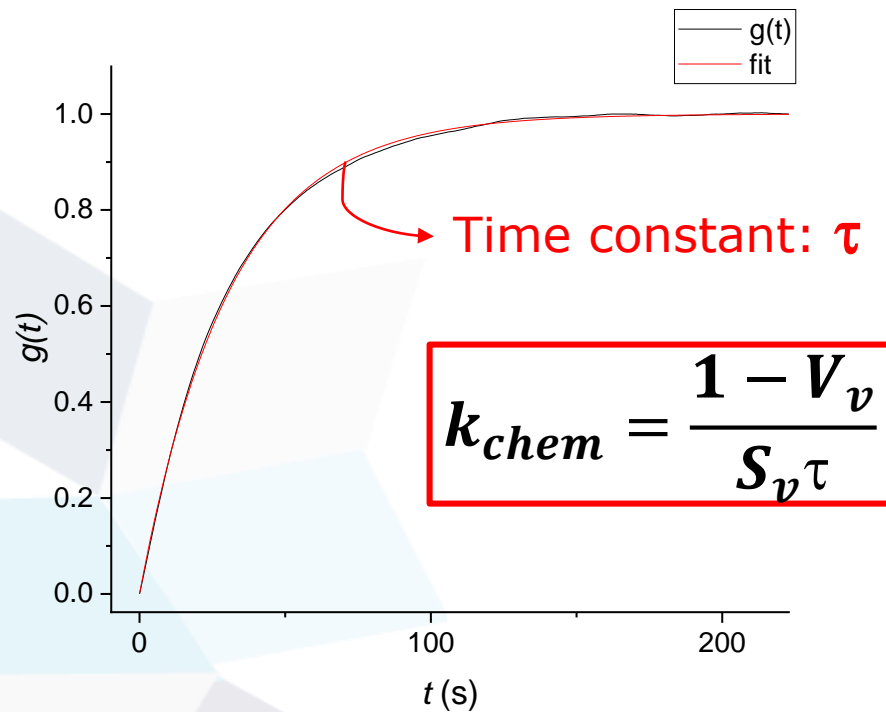 g(t)
fit
1.0
0.8
0.6
0.4
0.2
0.0
g(t)
Time constant: τ
k_chem = (1 − V_v) / (S_v τ)
0
100
200
t (s)